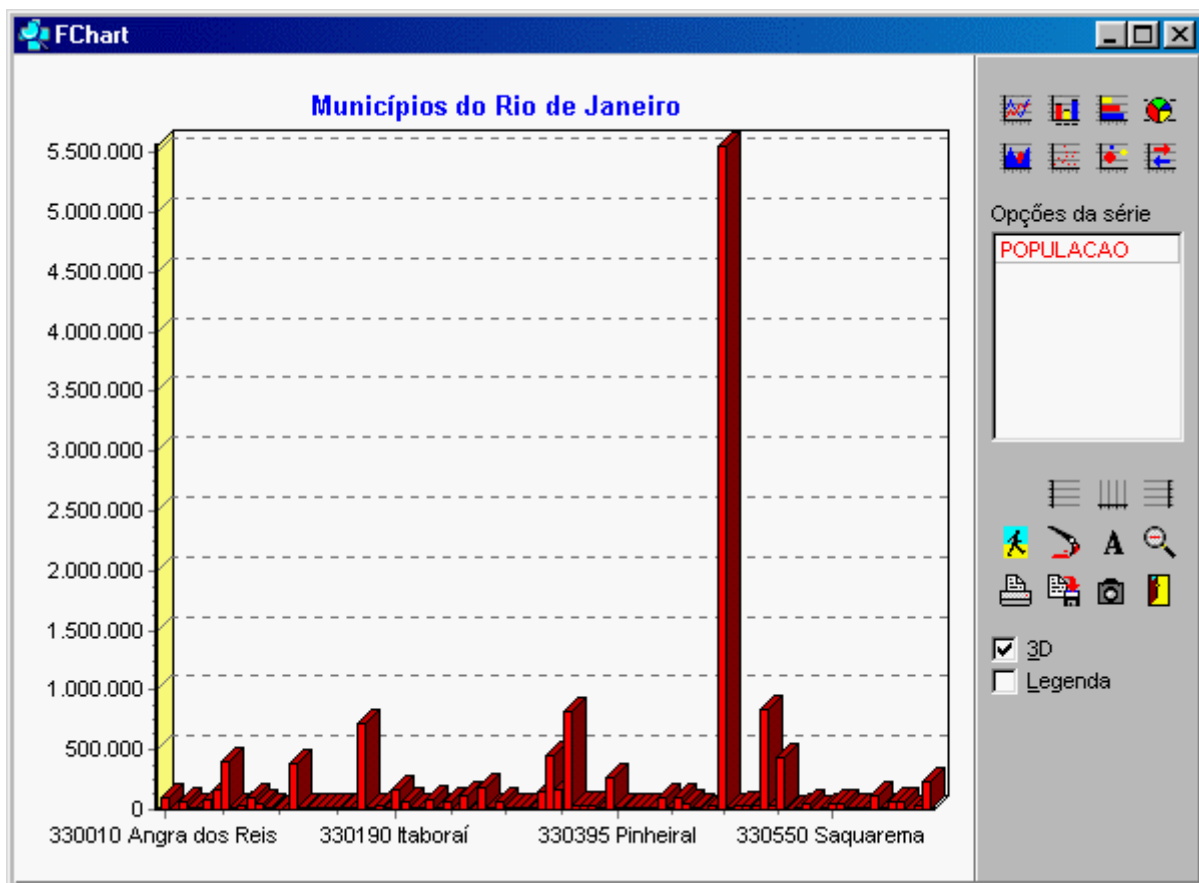 FChart
Municípios do Rio de Janeiro
5.500.000
5.000.000
4.500.000
4.000.000
3.500.000
3.000.000
2.500.000
2.000.000
1.500.000
1.000.000
500.000
0
330010 Angra dos Reis
330190 Itaboraí
330395 Pinheiral
330550 Saquarema
Opções da série
POPULACAO
A
3D
Legenda